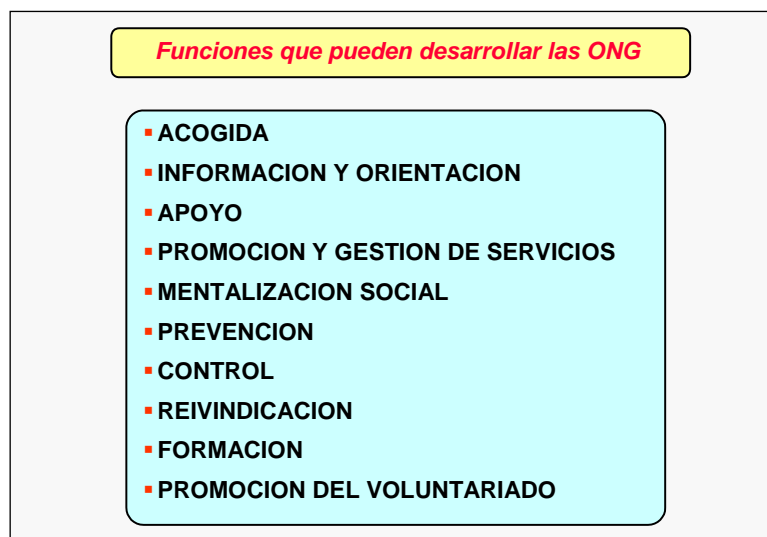 Funciones que pueden desarrollar las ONG
▪ ACOGIDA
▪ INFORMACION Y ORIENTACION
▪ APOYO
▪ PROMOCION Y GESTION DE SERVICIOS
▪ MENTALIZACION SOCIAL
▪ PREVENCION
▪ CONTROL
▪ REIVINDICACION
▪ FORMACION
▪ PROMOCION DEL VOLUNTARIADO